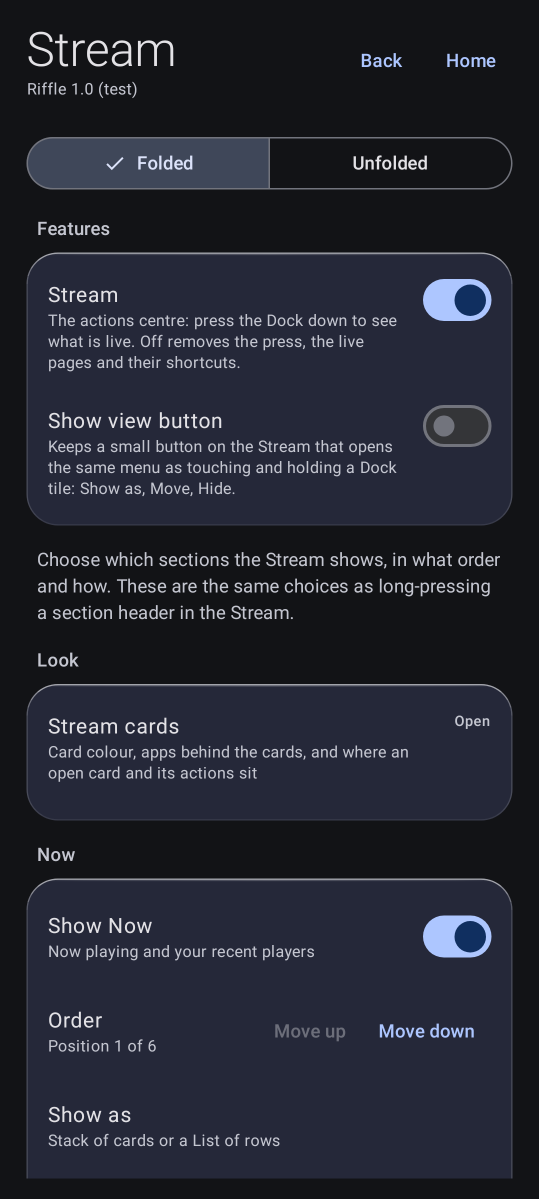 Stream
Back
Home
Riffle 1.0 (test)
Folded
Unfolded
Features
Stream
The actions centre: press the Dock down to see
what is live. Off removes the press, the live
pages and their shortcuts.
Show view button
Keeps a small button on the Stream that opens
the same menu as touching and holding a Dock
tile: Show as, Move, Hide.
Choose which sections the Stream shows, in what order
and how. These are the same choices as long-pressing
a section header in the Stream.
Look
Stream cards
Open
Card colour, apps behind the cards, and where an
open card and its actions sit
Now
Show Now
Now playing and your recent players
Order
Position 1 of 6
Move up
Move down
Show as
Stack of cards or a List of rows